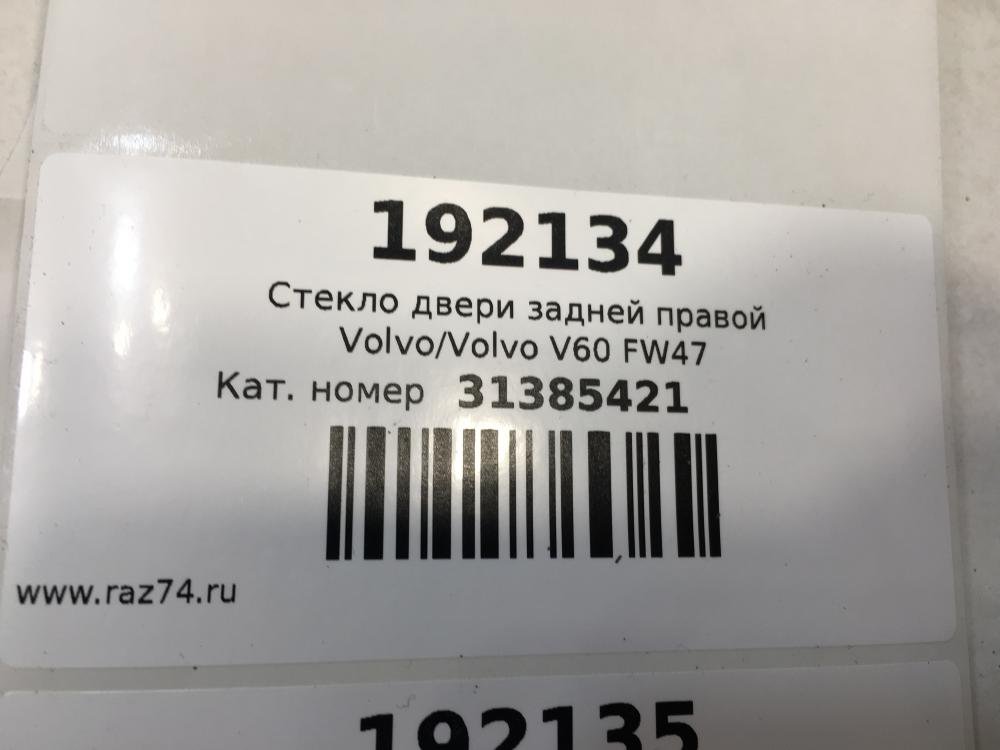 192134
Стекло двери задней правой
Volvo/Volvo V60 FW47
Кат. номер 31385421
www.raz74.ru
192135